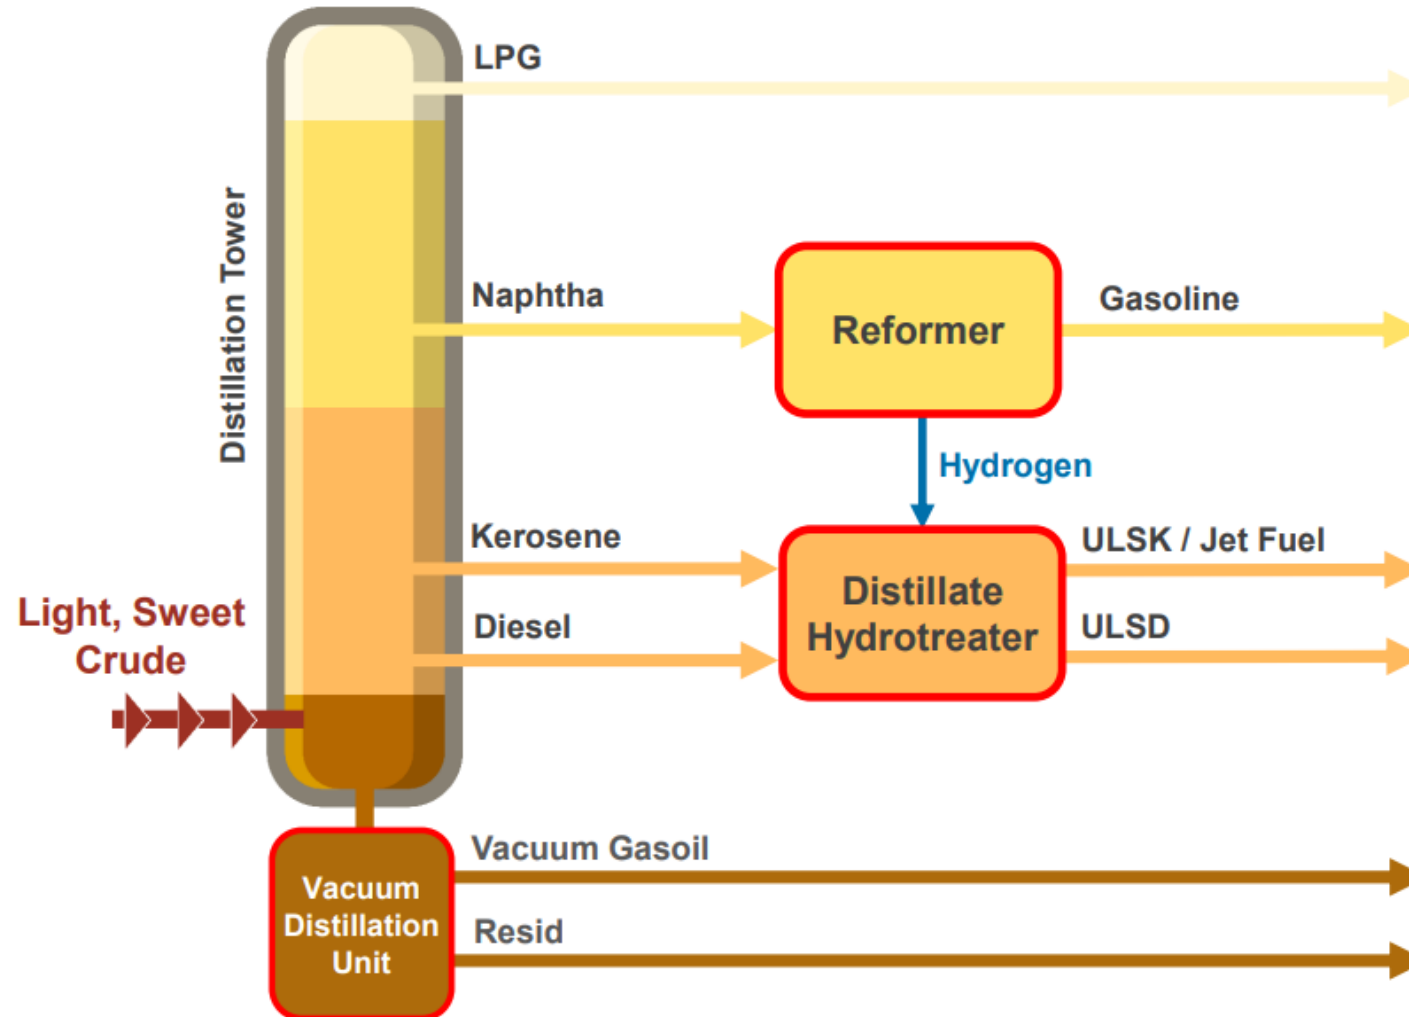 LPG
Distillation Tower
Naphtha
Reformer
Gasoline
Hydrogen
Kerosene
ULSK / Jet Fuel
Distillate
Hydrotreater
Light, Sweet
Crude
Diesel
ULSD
Vacuum Gasoil
Vacuum
Distillation
Unit
Resid